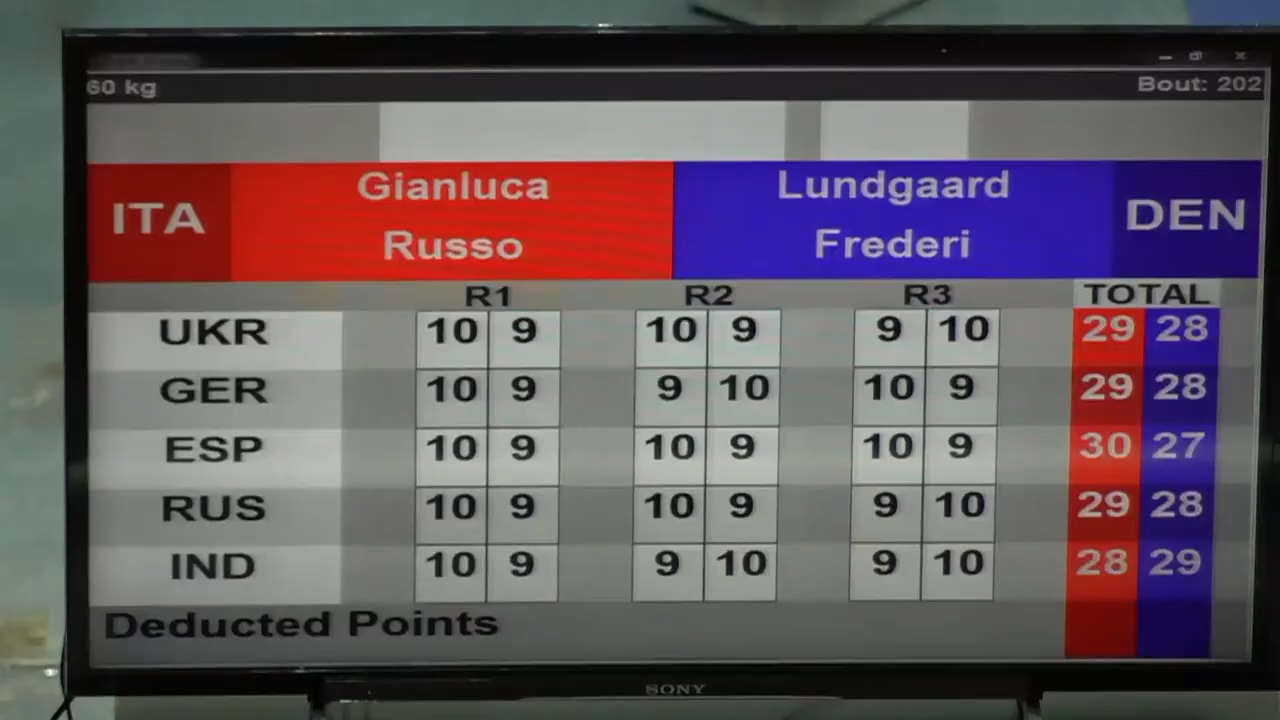 60 kg Bout: 202
ITA Gianluca Russo Lundgaard Frederi DEN
R1 R2 R3 TOTAL
UKR 10 9 10 9 9 10 29 28
GER 10 9 9 10 10 9 29 28
ESP 10 9 10 9 10 9 30 27
RUS 10 9 10 9 9 10 29 28
IND 10 9 9 10 9 10 28 29
Deducted Points
SONY